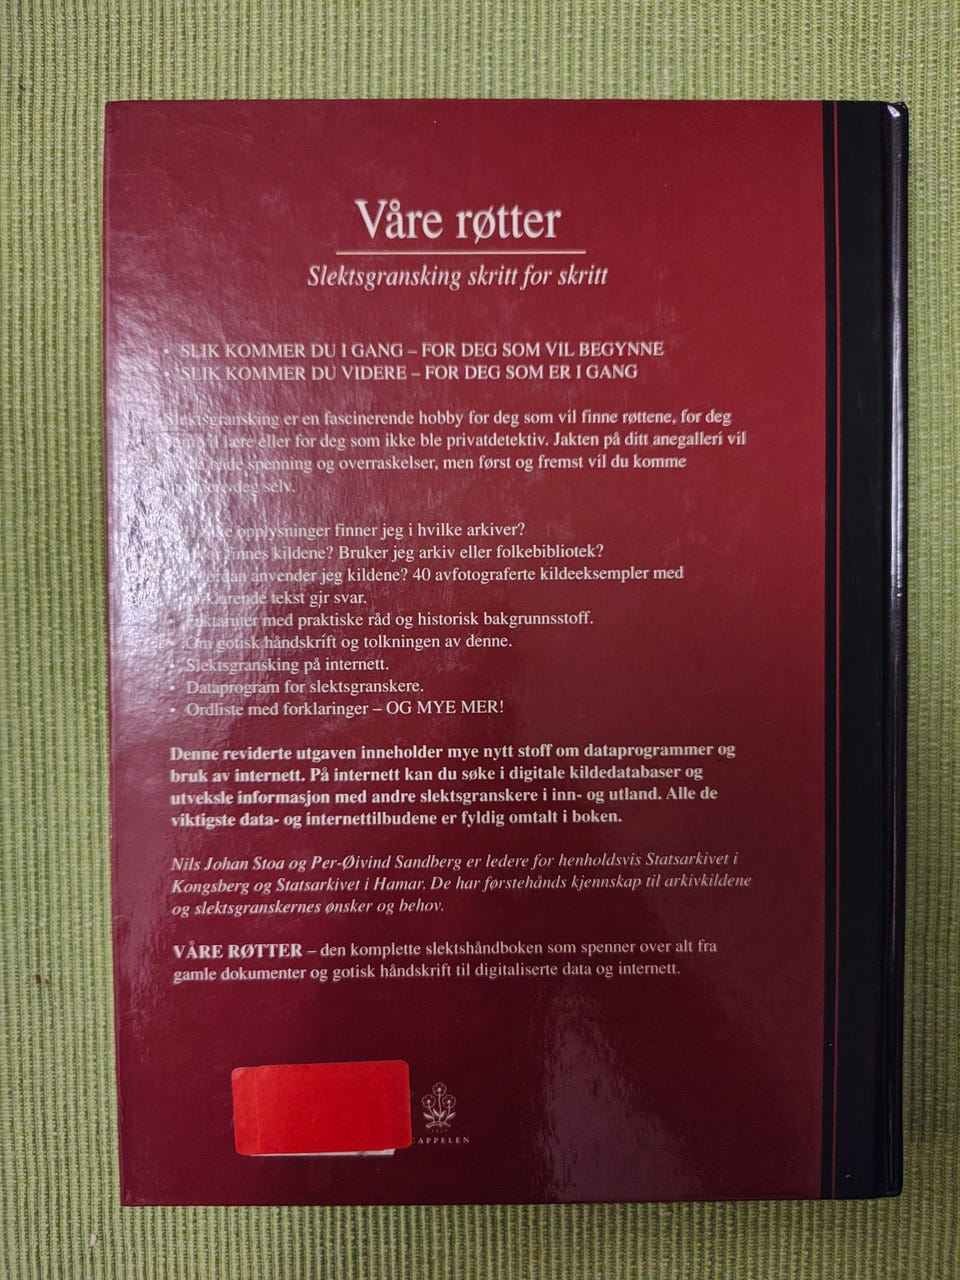 Våre røtter
Slektsgransking skritt for skritt
• SLIK KOMMER DU I GANG – FOR DEG SOM VIL BEGYNNE
• SLIK KOMMER DU VIDERE – FOR DEG SOM ER I GANG
Slektsgransking er en fascinerende hobby for deg som vil finne røttene, for deg
som vil lære eller for deg som ikke ble privatdetektiv. Jakten på ditt anegalleri vil
både spenning og overraskelser, men først og fremst vil du komme
deg selv.
opplysninger finner jeg i hvilke arkiver?
finnes kildene? Bruker jeg arkiv eller folkebibliotek?
anvender jeg kildene? 40 avfotograferte kildeeksempler med
forklarende tekst gir svar.
Faktaruter med praktiske råd og historisk bakgrunnsstoff.
• Om gotisk håndskrift og tolkningen av denne.
• Slektsgransking på internett.
• Dataprogram for slektsgranskere.
• Ordliste med forklaringer – OG MYE MER!
Denne reviderte utgaven inneholder mye nytt stoff om dataprogrammer og
bruk av internett. På internett kan du søke i digitale kildedatabaser og
utveksle informasjon med andre slektsgranskere i inn- og utland. Alle de
viktigste data- og internettilbudene er fyldig omtalt i boken.
Nils Johan Stoa og Per-Øivind Sandberg er ledere for henholdsvis Statsarkivet i
Kongsberg og Statsarkivet i Hamar. De har førstehånds kjennskap til arkivkildene
og slektsgranskernes ønsker og behov.
VÅRE RØTTER – den komplette slektshåndboken som spenner over alt fra
gamle dokumenter og gotisk håndskrift til digitaliserte data og internett.
CAPPELEN